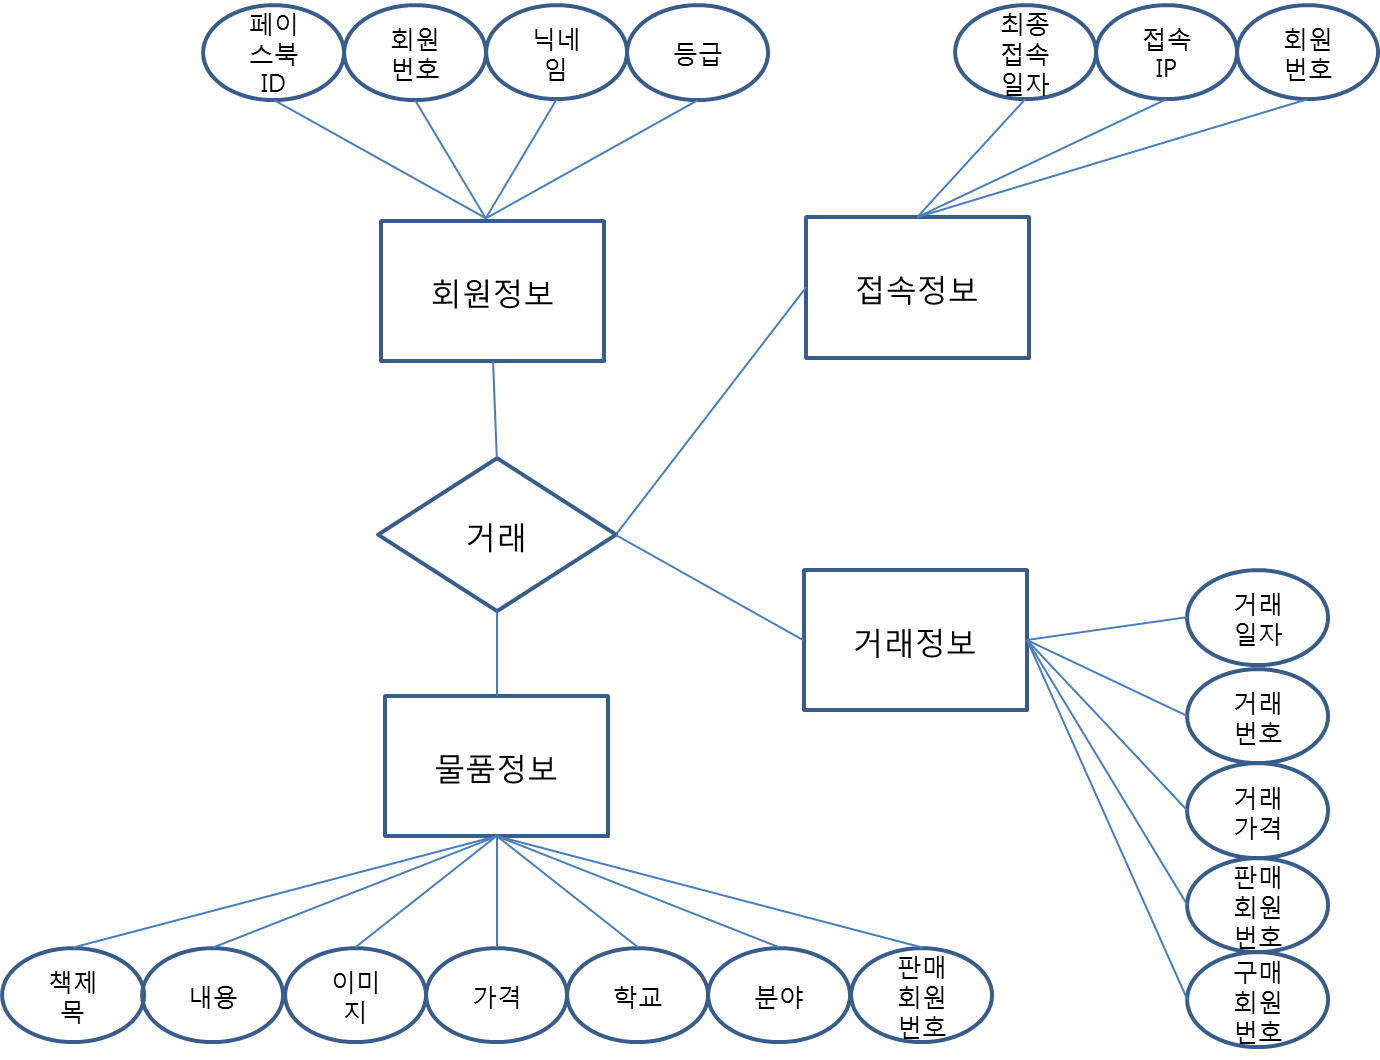 페이
스북
ID
회원
번호
닉네
임
등급
최종
접속
일자
접속
IP
회원
번호
회원정보
접속정보
거래
거래정보
거래
일자
거래
번호
거래
가격
판매
회원
번호
구매
회원
번호
물품정보
책제
목
내용
이미
지
가격
학교
분야
판매
회원
번호